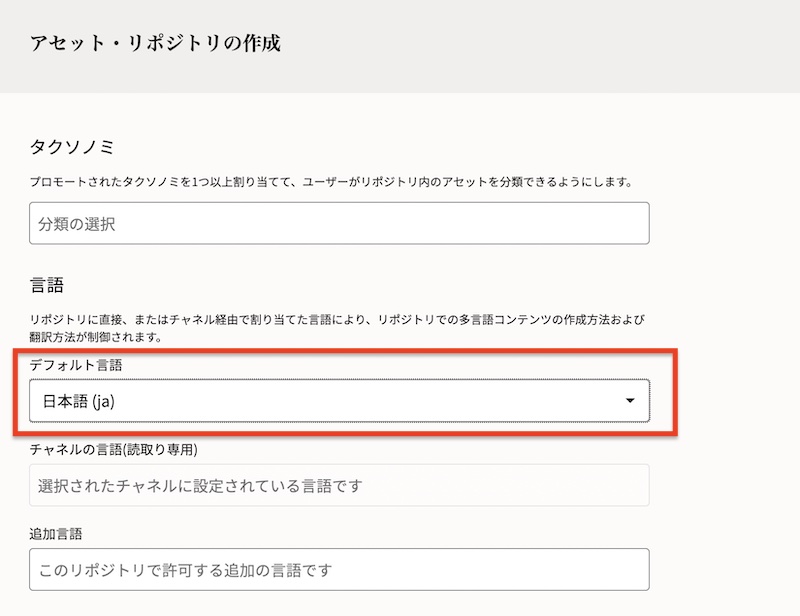 アセット・リポジトリの作成
タクソノミ
プロモートされたタクソノミを1つ以上割り当てて、ユーザーがリポジトリ内のアセットを分類できるようにします。
分類の選択
言語
リポジトリに直接、またはチャネル経由で割り当てた言語により、リポジトリでの多言語コンテンツの作成方法および
翻訳方法が制御されます。
デフォルト言語
日本語 (ja)
チャネルの言語(読取り専用)
選択されたチャネルに設定されている言語です
追加言語
このリポジトリで許可する追加の言語です